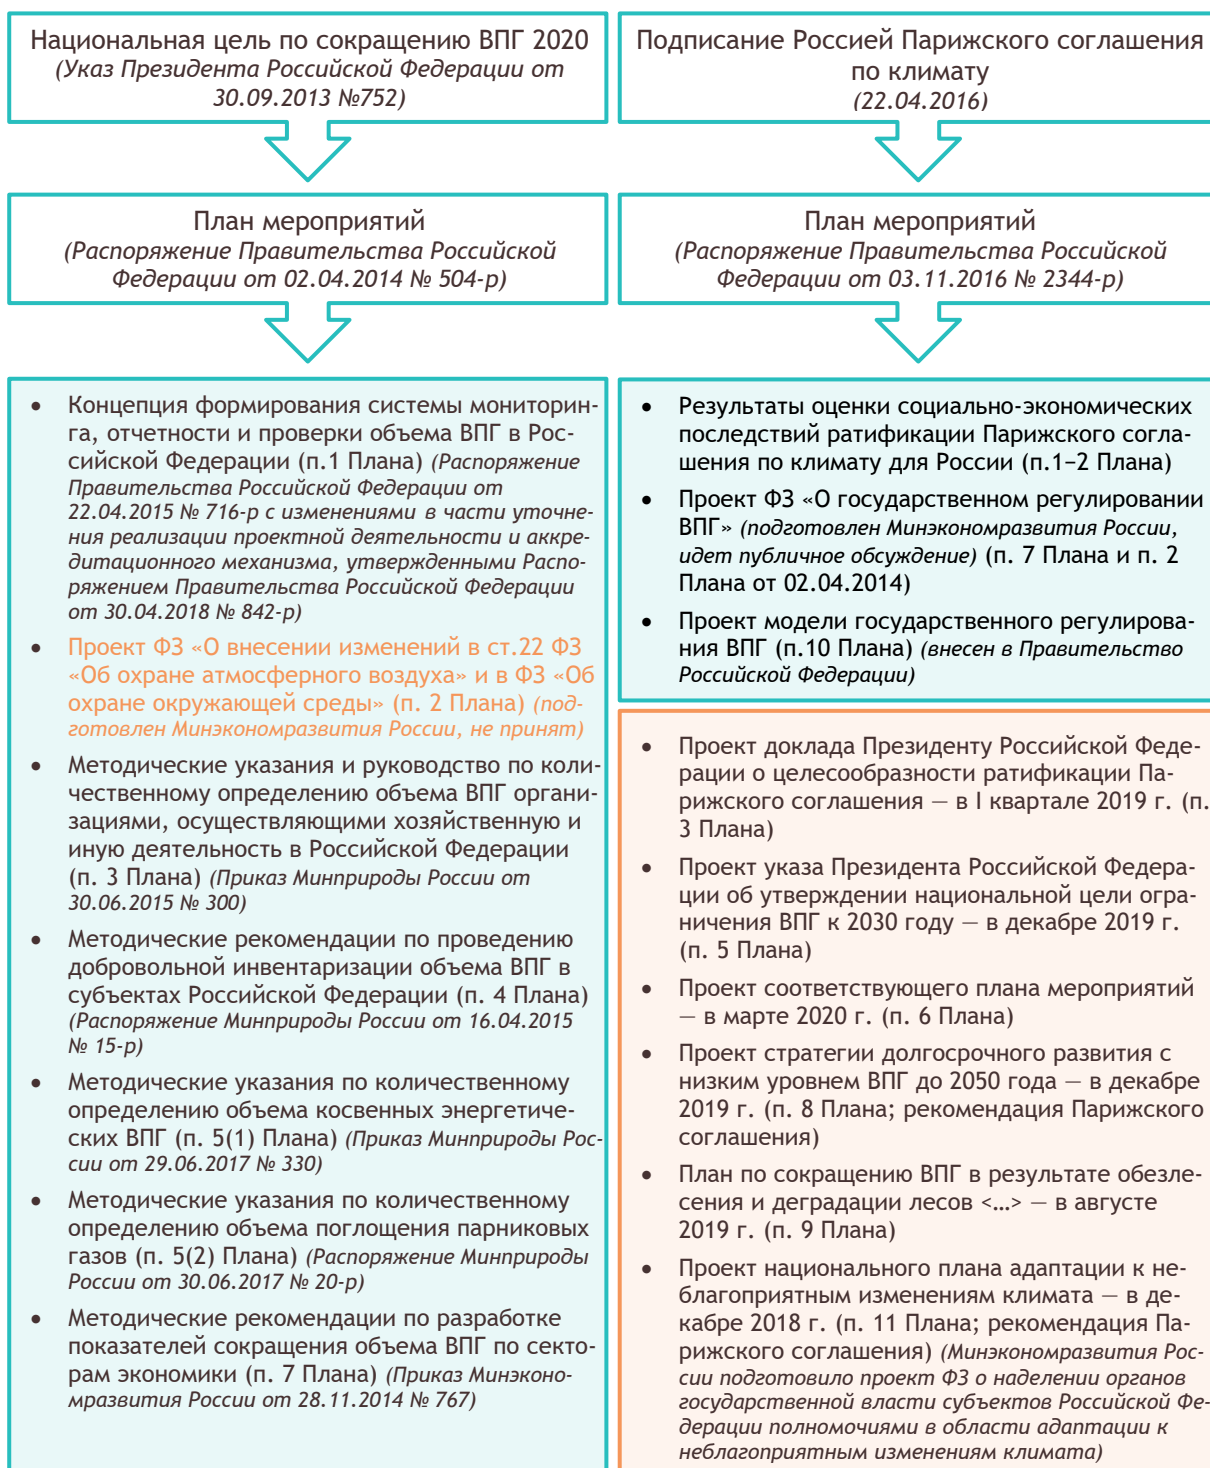 Национальная цель по сокращению ВПГ 2020
(Указ Президента Российской Федерации от
30.09.2013 №752)
План мероприятий
(Распоряжение Правительства Российской
Федерации от 02.04.2014 № 504-р)
• Концепция формирования системы мониторин-
га, отчетности и проверки объема ВПГ в Рос-
сийской Федерации (п.1 Плана) (Распоряжение
Правительства Российской Федерации от
22.04.2015 № 716-р с изменениями в части уточне-
ния реализации проектной деятельности и аккре-
дитационного механизма, утвержденными Распо-
ряжением Правительства Российской Федерации
от 30.04.2018 № 842-р)
• Проект ФЗ «О внесении изменений в ст.22 ФЗ
«Об охране атмосферного воздуха» и в ФЗ «Об
охране окружающей среды» (п. 2 Плана) (под-
готовлен Минэкономразвития России, не принят)
• Методические указания и руководство по коли-
чественному определению объема ВПГ органи-
зациями, осуществляющими хозяйственную и
иную деятельность в Российской Федерации
(п. 3 Плана) (Приказ Минприроды России от
30.06.2015 № 300)
• Методические рекомендации по проведению
добровольной инвентаризации объема ВПГ в
субъектах Российской Федерации (п. 4 Плана)
(Распоряжение Минприроды России от 16.04.2015
№ 15-р)
• Методические указания по количественному
определению объема косвенных энергетиче-
ских ВПГ (п. 5(1) Плана) (Приказ Минприроды Рос-
сии от 29.06.2017 № 330)
• Методические указания по количественному
определению объема поглощения парниковых
газов (п. 5(2) Плана) (Распоряжение Минприроды
России от 30.06.2017 № 20-р)
• Методические рекомендации по разработке
показателей сокращения объема ВПГ по секто-
рам экономики (п. 7 Плана) (Приказ Минэконо-
мразвития России от 28.11.2014 № 767)
Подписание Россией Парижского соглашения
по климату
(22.04.2016)
План мероприятий
(Распоряжение Правительства Российской
Федерации от 03.11.2016 № 2344-р)
• Результаты оценки социально-экономических
последствий ратификации Парижского согла-
шения по климату для России (п.1–2 Плана)
• Проект ФЗ «О государственном регулировании
ВПГ» (подготовлен Минэкономразвития России,
идет публичное обсуждение) (п. 7 Плана и п. 2
Плана от 02.04.2014)
• Проект модели государственного регулирова-
ния ВПГ (п.10 Плана) (внесен в Правительство
Российской Федерации)
• Проект доклада Президенту Российской Феде-
рации о целесообразности ратификации Па-
рижского соглашения — в I квартале 2019 г. (п.
3 Плана)
• Проект указа Президента Российской Федера-
ции об утверждении национальной цели огра-
ничения ВПГ к 2030 году — в декабре 2019 г.
(п. 5 Плана)
• Проект соответствующего плана мероприятий
— в марте 2020 г. (п. 6 Плана)
• Проект стратегии долгосрочного развития с
низким уровнем ВПГ до 2050 года — в декабре
2019 г. (п. 8 Плана; рекомендация Парижского
соглашения)
• План по сокращению ВПГ в результате обезле-
сения и деградации лесов <…> — в августе
2019 г. (п. 9 Плана)
• Проект национального плана адаптации к не-
благоприятным изменениям климата — в де-
кабре 2018 г. (п. 11 Плана; рекомендация Па-
рижского соглашения) (Минэкономразвития Рос-
сии подготовило проект ФЗ о наделении органов
государственной власти субъектов Российской Фе-
дерации полномочиями в области адаптации к
неблагоприятным изменениям климата)